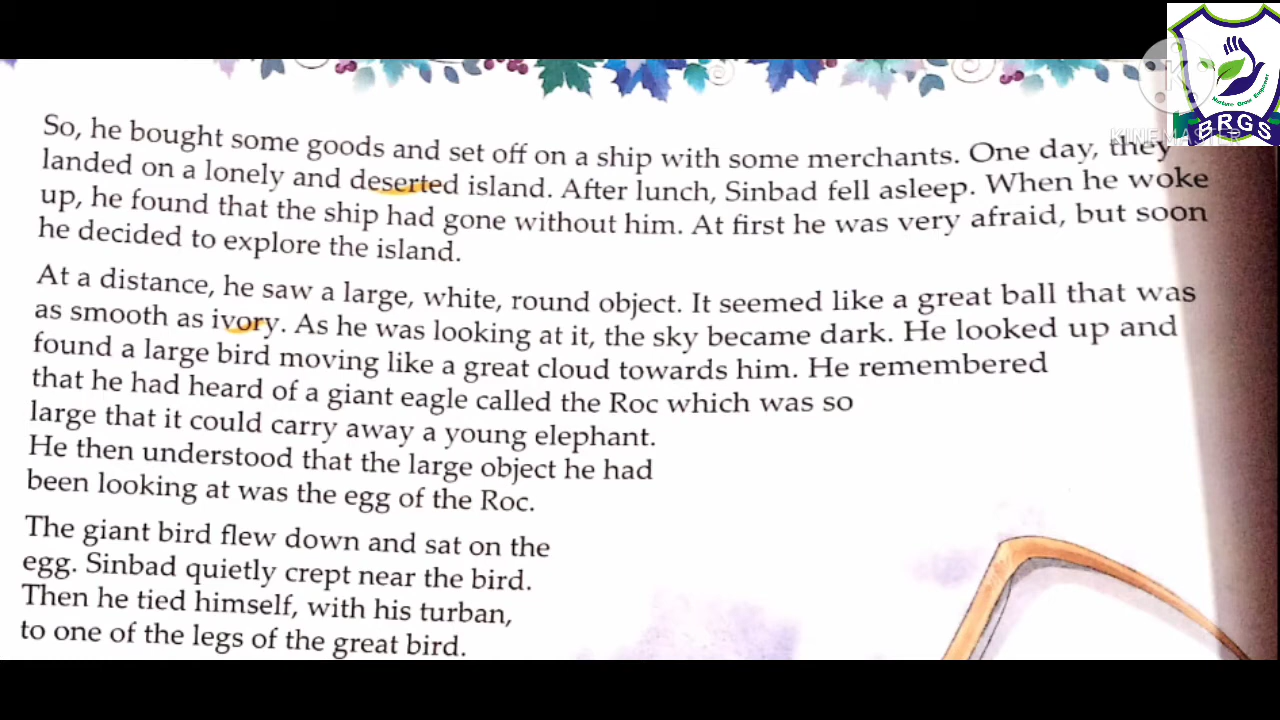 So, he bought some goods and set off on a ship with some merchants. One day, they
landed on a lonely and deserted island. After lunch, Sinbad fell asleep. When he woke
up, he found that the ship had gone without him. At first he was very afraid, but soon
he decided to explore the island.
At a distance, he saw a large, white, round object. It seemed like a great ball that was
as smooth as ivory. As he was looking at it, the sky became dark. He looked up and
found a large bird moving like a great cloud towards him. He remembered
that he had heard of a giant eagle called the Roc which was so
large that it could carry away a young elephant.
He then understood that the large object he had
been looking at was the egg of the Roc.
The giant bird flew down and sat on the
egg. Sinbad quietly crept near the bird.
Then he tied himself, with his turban,
to one of the legs of the great bird.
Nurture Grow Empower
BRGS
KINEMASTER